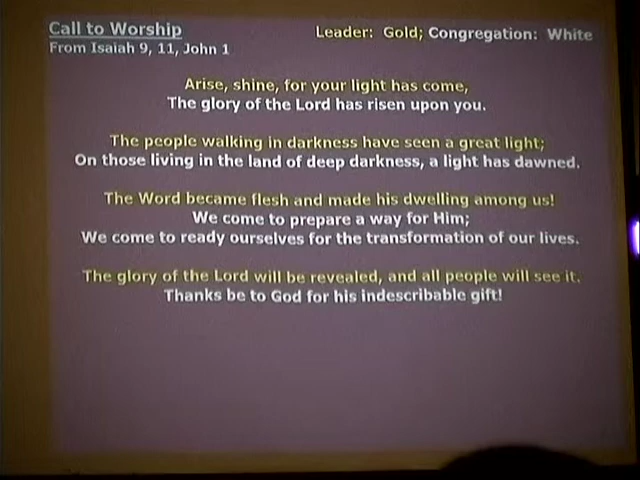 Call to Worship
Leader: Gold; Congregation: White
From Isaiah 9, 11, John 1
Arise, shine, for your light has come,
The glory of the Lord has risen upon you.
The people walking in darkness have seen a great light;
On those living in the land of deep darkness, a light has dawned.
The Word became flesh and made his dwelling among us!
We come to prepare a way for Him;
We come to ready ourselves for the transformation of our lives.
The glory of the Lord will be revealed, and all people will see it.
Thanks be to God for his indescribable gift!